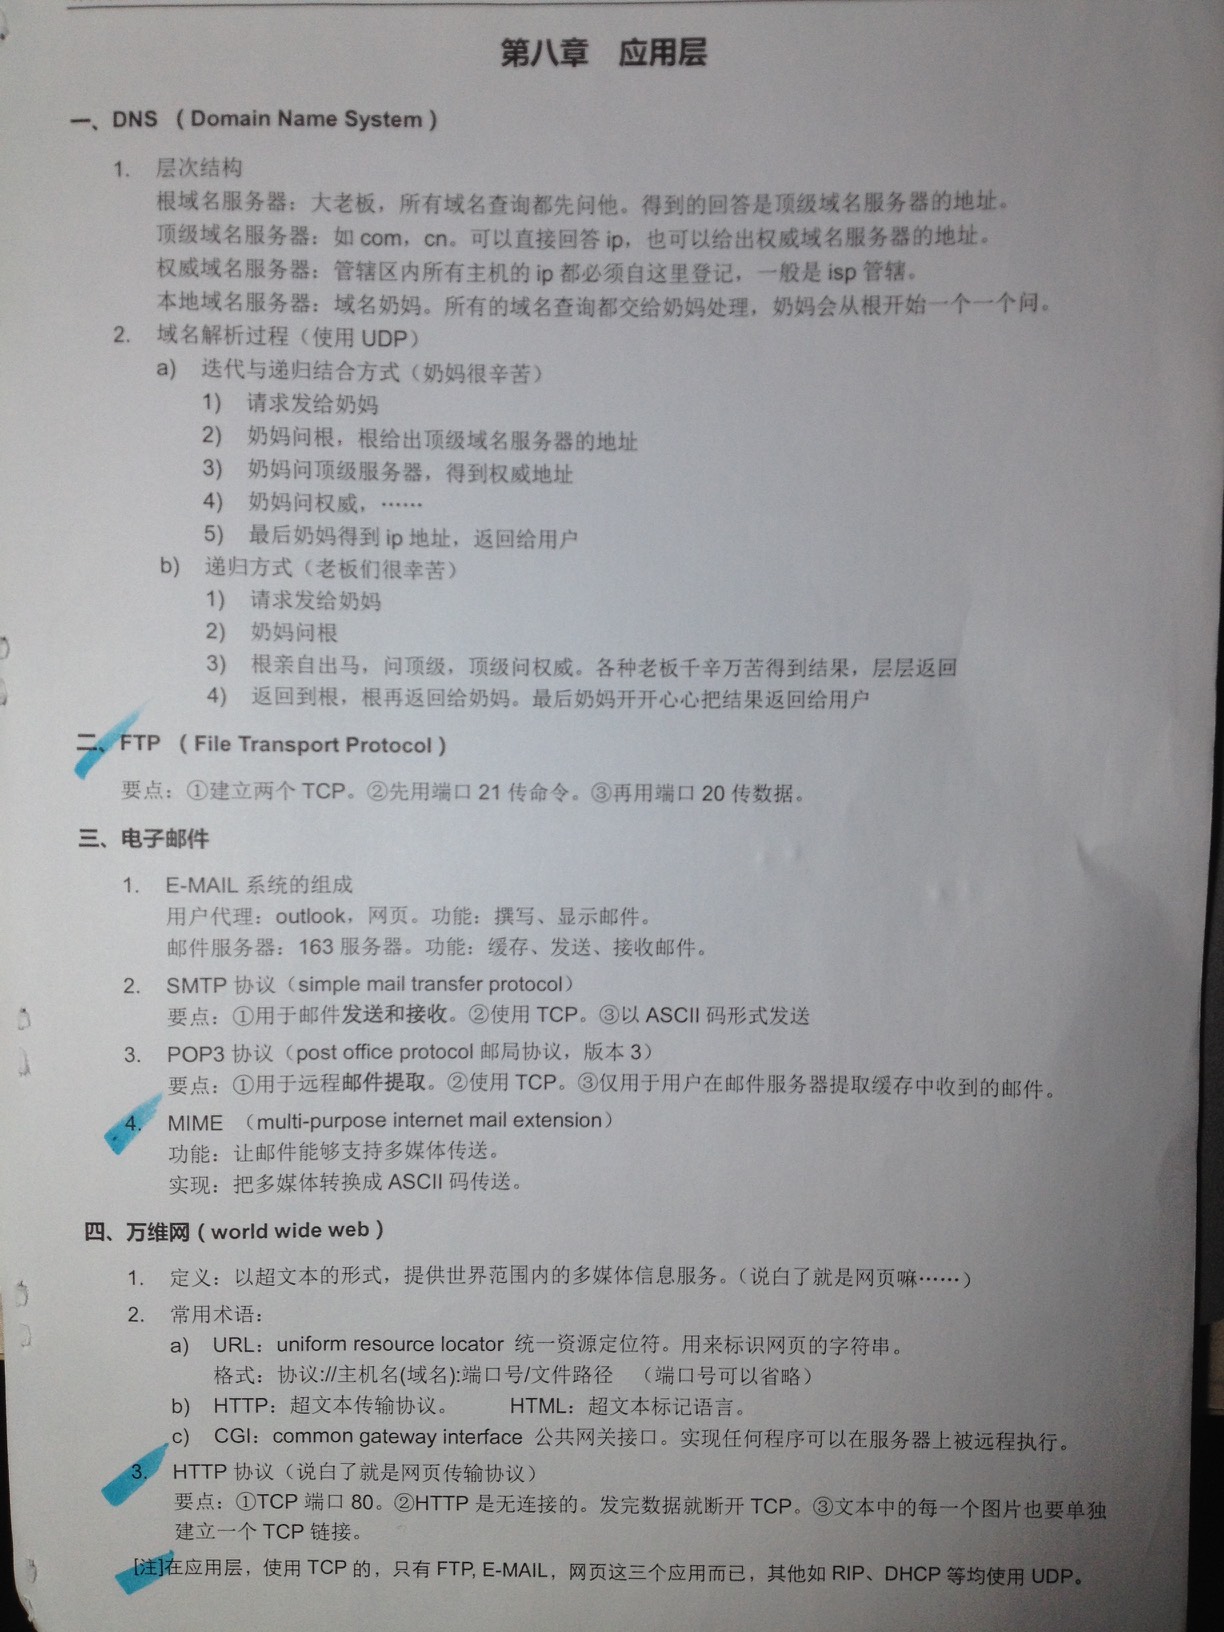 第八章 应用层
一、DNS （Domain Name System）
1. 层次结构
根域名服务器：大老板，所有域名查询都先问他。得到的回答是顶级域名服务器的地址。
顶级域名服务器：如 com，cn。可以直接回答 ip，也可以给出权威域名服务器的地址。
权威域名服务器：管辖区内所有主机的 ip 都必须自这里登记，一般是 isp 管辖。
本地域名服务器：域名奶妈。所有的域名查询都交给奶妈处理，奶妈会从根开始一个一个问。
2. 域名解析过程（使用 UDP）
a) 迭代与递归结合方式（奶妈很辛苦）
1) 请求发给奶妈
2) 奶妈问根，根给出顶级域名服务器的地址
3) 奶妈问顶级服务器，得到权威地址
4) 奶妈问权威，……
5) 最后奶妈得到 ip 地址，返回给用户
b) 递归方式（老板们很幸苦）
1) 请求发给奶妈
2) 奶妈问根
3) 根亲自出马，问顶级，顶级问权威。各种老板千辛万苦得到结果，层层返回
4) 返回到根，根再返回给奶妈。最后奶妈开开心心把结果返回给用户
二、FTP （File Transport Protocol）
要点：①建立两个 TCP。②先用端口 21 传命令。③再用端口 20 传数据。
三、电子邮件
1. E-MAIL 系统的组成
用户代理：outlook，网页。功能：撰写、显示邮件。
邮件服务器：163 服务器。功能：缓存、发送、接收邮件。
2. SMTP 协议（simple mail transfer protocol）
要点：①用于邮件发送和接收。②使用 TCP。③以 ASCII 码形式发送
3. POP3 协议（post office protocol 邮局协议，版本 3）
要点：①用于远程邮件提取。②使用 TCP。③仅用于用户在邮件服务器提取缓存中收到的邮件。
4. MIME （multi-purpose internet mail extension）
功能：让邮件能够支持多媒体传送。
实现：把多媒体转换成 ASCII 码传送。
四、万维网（world wide web）
1. 定义：以超文本的形式，提供世界范围内的多媒体信息服务。（说白了就是网页嘛……）
2. 常用术语：
a) URL：uniform resource locator 统一资源定位符。用来标识网页的字符串。
格式：协议://主机名(域名):端口号/文件路径 （端口号可以省略）
b) HTTP：超文本传输协议。 HTML：超文本标记语言。
c) CGI：common gateway interface 公共网关接口。实现任何程序可以在服务器上被远程执行。
3. HTTP 协议（说白了就是网页传输协议）
要点：①TCP 端口 80。②HTTP 是无连接的。发完数据就断开 TCP。③文本中的每一个图片也要单独
建立一个 TCP 链接。
[注]在应用层，使用 TCP 的，只有 FTP, E-MAIL，网页这三个应用而已，其他如 RIP、DHCP 等均使用 UDP。